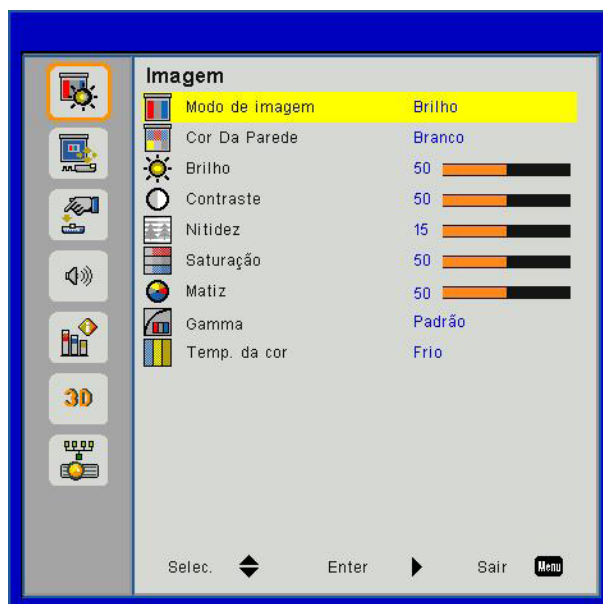 Imagem
Modo de imagem Brilho
Cor Da Parede Branco
Brilho 50
Contraste 50
Nitidez 15
Saturação 50
Matiz 50
Gamma Padrão
Temp. da cor Frio
3D
Selec. Enter Sair Menu